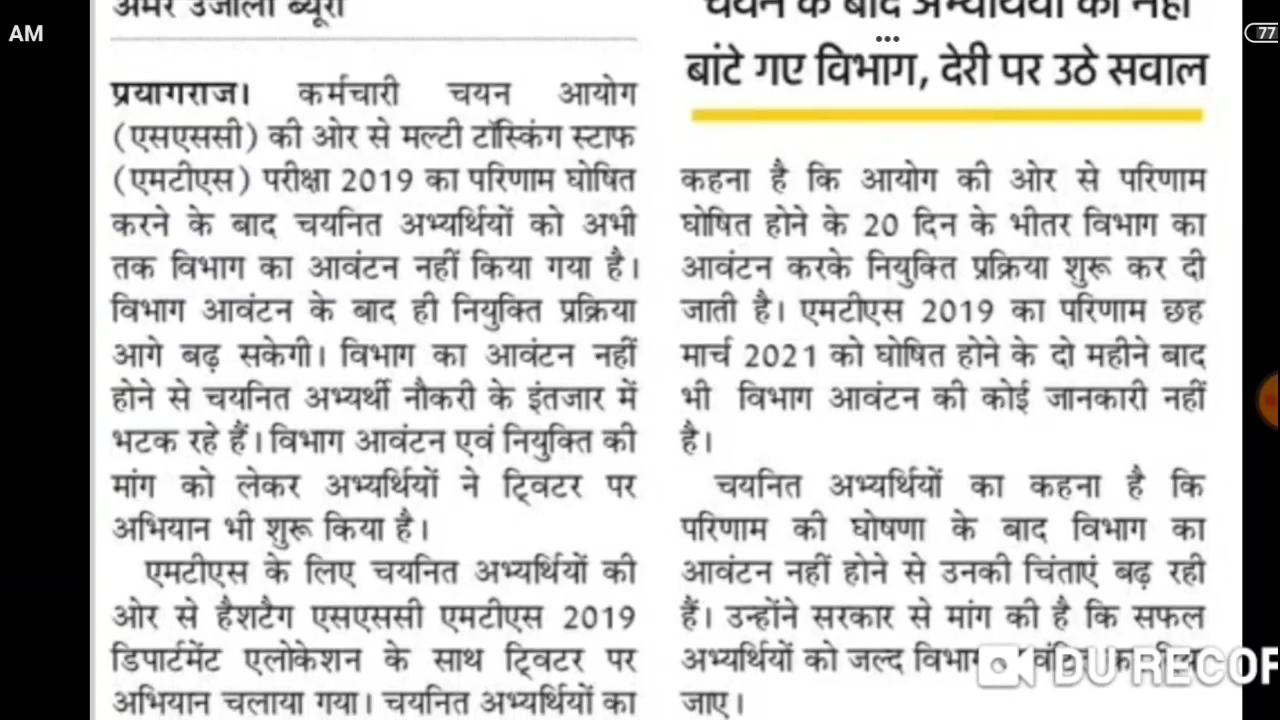 AM
77
अमर उजाला ब्यूरो
प्रयागराज। कर्मचारी चयन आयोग
(एसएससी) की ओर से मल्टी टॉस्किंग स्टाफ
(एमटीएस) परीक्षा 2019 का परिणाम घोषित
करने के बाद चयनित अभ्यर्थियों को अभी
तक विभाग का आवंटन नहीं किया गया है।
विभाग आवंटन के बाद ही नियुक्ति प्रक्रिया
आगे बढ़ सकेगी। विभाग का आवंटन नहीं
होने से चयनित अभ्यर्थी नौकरी के इंतजार में
भटक रहे हैं। विभाग आवंटन एवं नियुक्ति की
मांग को लेकर अभ्यर्थियों ने ट्विटर पर
अभियान भी शुरू किया है।
एमटीएस के लिए चयनित अभ्यर्थियों की
ओर से हैशटैग एसएससी एमटीएस 2019
डिपार्टमेंट एलोकेशन के साथ ट्विटर पर
अभियान चलाया गया। चयनित अभ्यर्थियों का
चयन के बाद अभ्यर्थियों को नहीं
बांटे गए विभाग, देरी पर उठे सवाल
कहना है कि आयोग की ओर से परिणाम
घोषित होने के 20 दिन के भीतर विभाग का
आवंटन करके नियुक्ति प्रक्रिया शुरू कर दी
जाती है। एमटीएस 2019 का परिणाम छह
मार्च 2021 को घोषित होने के दो महीने बाद
भी विभाग आवंटन की कोई जानकारी नहीं
है।
चयनित अभ्यर्थियों का कहना है कि
परिणाम की घोषणा के बाद विभाग का
आवंटन नहीं होने से उनकी चिंताएं बढ़ रही
हैं। उन्होंने सरकार से मांग की है कि सफल
अभ्यर्थियों को जल्द
जाए।
DU RECOR